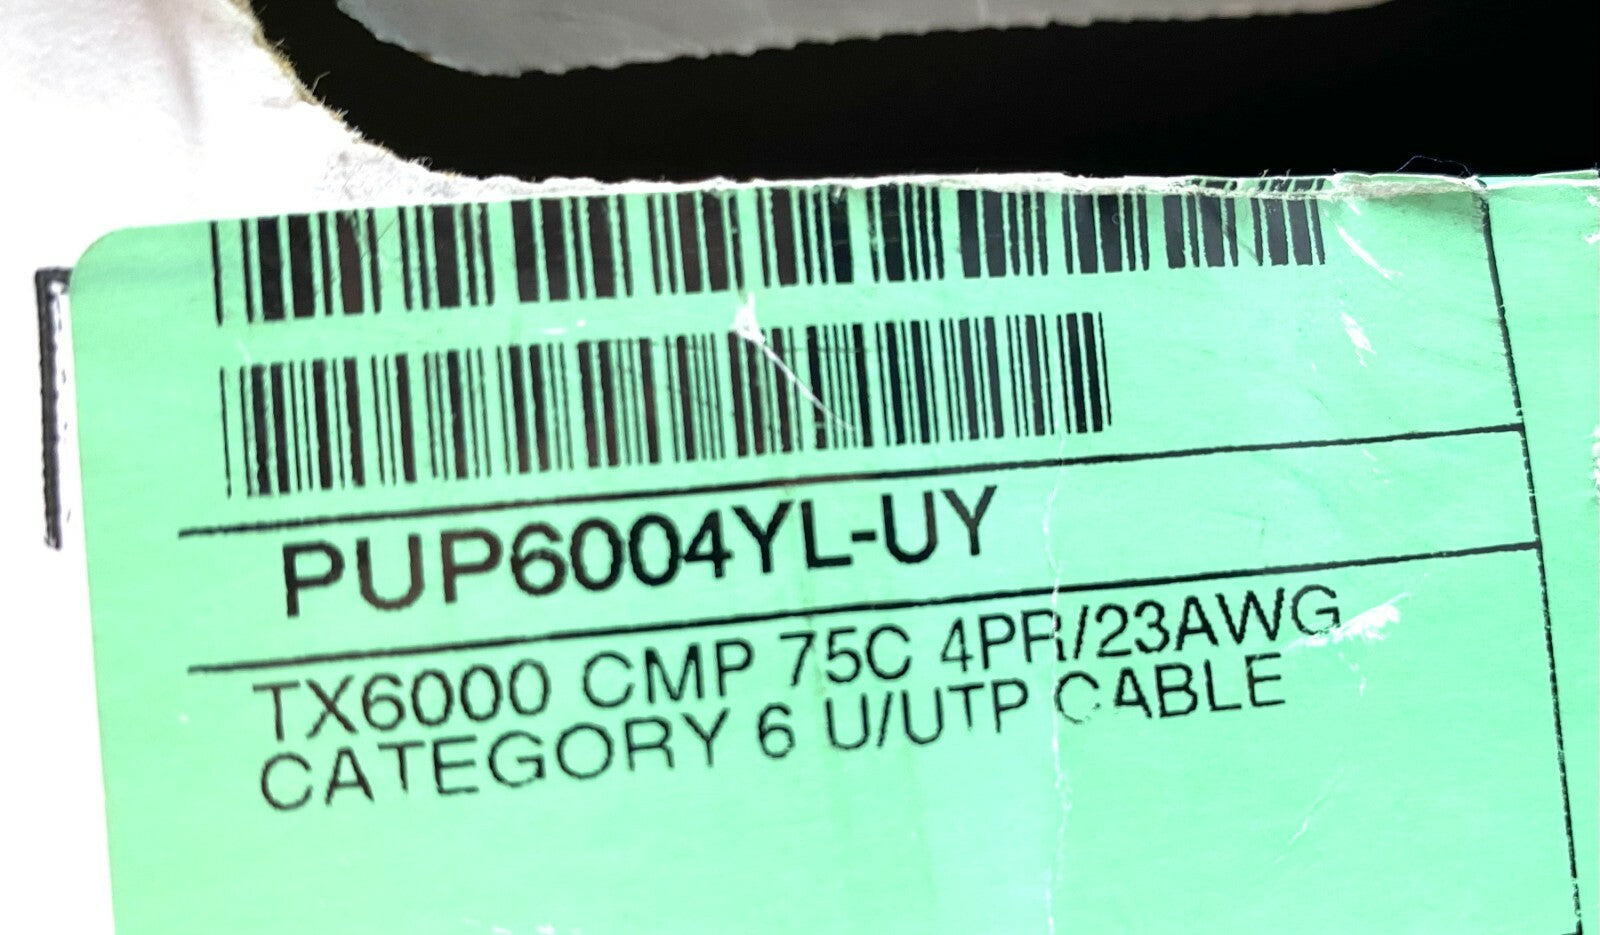 PUP6004YL-UY
TX6000 CMP 75C 4PR/23AWG
CATEGORY 6 U/UTP CABLE